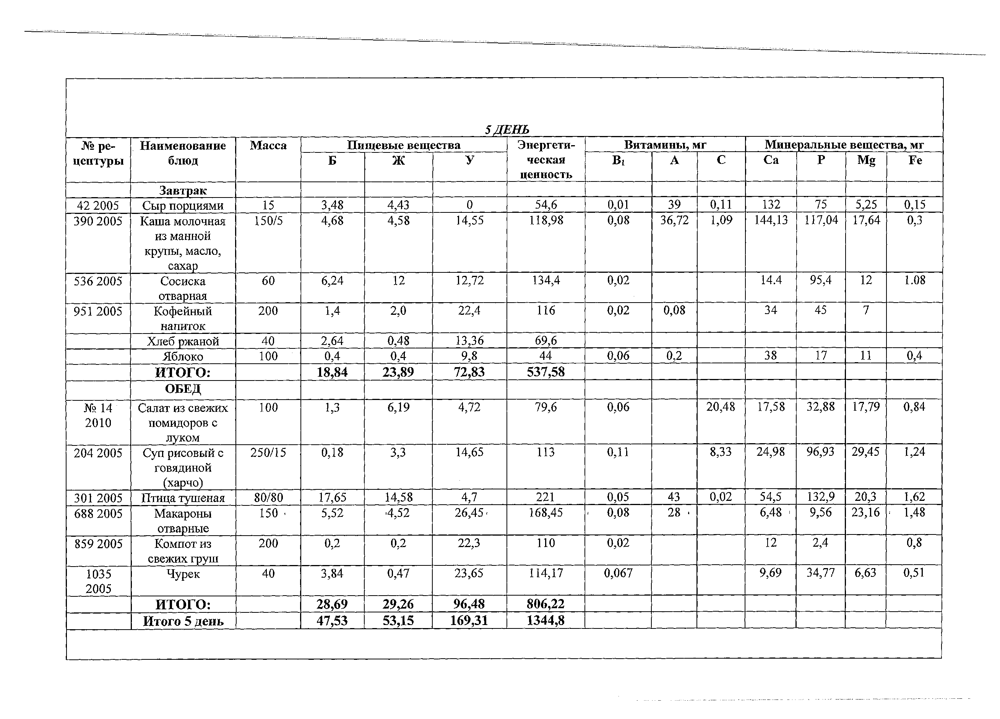 5 ДЕНЬ
№ ре- Наименование Масса Пищевые вещества Энергети- Витамины, мг Минеральные вещества, мг
цептуры блюд Б Ж У ческая B1 A C Ca P Mg Fe
ценность
Завтрак
42 2005 Сыр порциями 15 3,48 4,43 0 54,6 0,01 39 0,11 132 75 5,25 0,15
390 2005 Каша молочная 150/5 4,68 4,58 14,55 118,98 0,08 36,72 1,09 144,13 117,04 17,64 0,3
из манной
крупы, масло,
сахар
536 2005 Сосиска 60 6,24 12 12,72 134,4 0,02 14.4 95,4 12 1.08
отварная
951 2005 Кофейный 200 1,4 2,0 22,4 116 0,02 0,08 34 45 7
напиток
Хлеб ржаной 40 2,64 0,48 13,36 69,6
Яблоко 100 0,4 0,4 9,8 44 0,06 0,2 38 17 11 0,4
ИТОГО: 18,84 23,89 72,83 537,58
ОБЕД
№ 14 Салат из свежих 100 1,3 6,19 4,72 79,6 0,06 20,48 17,58 32,88 17,79 0,84
2010 помидоров с
луком
204 2005 Суп рисовый с 250/15 0,18 3,3 14,65 113 0,11 8,33 24,98 96,93 29,45 1,24
говядиной
(харчо)
301 2005 Птица тушеная 80/80 17,65 14,58 4,7 221 0,05 43 0,02 54,5 132,9 20,3 1,62
688 2005 Макароны 150 5,52 4,52 26,45 168,45 0,08 28 6,48 9,56 23,16 1,48
отварные
859 2005 Компот из 200 0,2 0,2 22,3 110 0,02 12 2,4 0,8
свежих груш
1035 Чурек 40 3,84 0,47 23,65 114,17 0,067 9,69 34,77 6,63 0,51
2005
ИТОГО: 28,69 29,26 96,48 806,22
Итого 5 день 47,53 53,15 169,31 1344,8